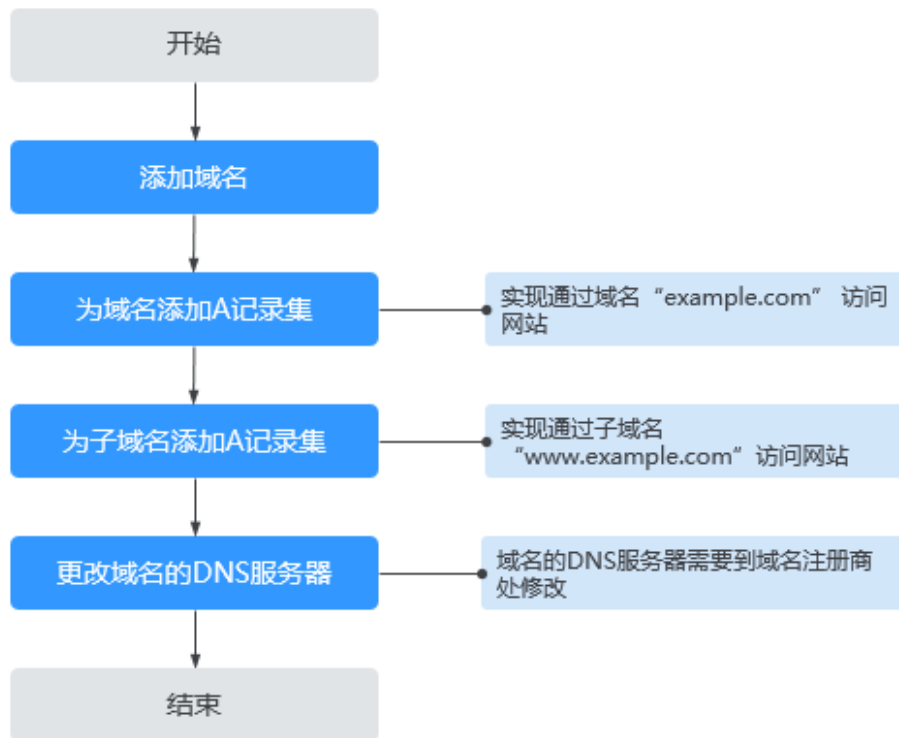 开始
添加域名
为域名添加A记录集
实现通过域名“example.com” 访问
网站
为子域名添加A记录集
实现通过子域名
“www.example.com”访问网站
更改域名的DNS服务器
域名的DNS服务器需要到域名注册商
处修改
结束